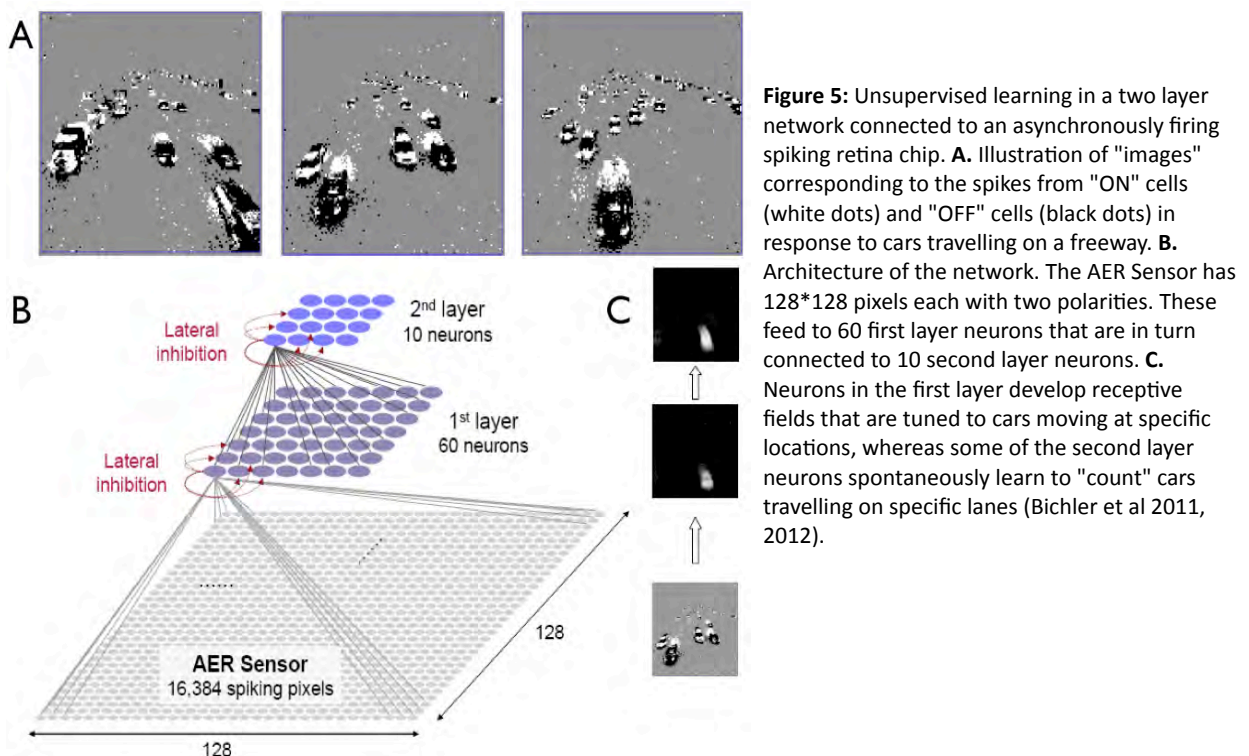 A
B
2nd layer
10 neurons
Lateral
inhibition
1st layer
60 neurons
Lateral
inhibition
128
AER Sensor
16,384 spiking pixels
128
C
Figure 5: Unsupervised learning in a two layer
network connected to an asynchronously firing
spiking retina chip. A. Illustration of "images"
corresponding to the spikes from "ON" cells
(white dots) and "OFF" cells (black dots) in
response to cars travelling on a freeway. B.
Architecture of the network. The AER Sensor has
128*128 pixels each with two polarities. These
feed to 60 first layer neurons that are in turn
connected to 10 second layer neurons. C.
Neurons in the first layer develop receptive
fields that are tuned to cars moving at specific
locations, whereas some of the second layer
neurons spontaneously learn to "count" cars
travelling on specific lanes (Bichler et al 2011,
2012).